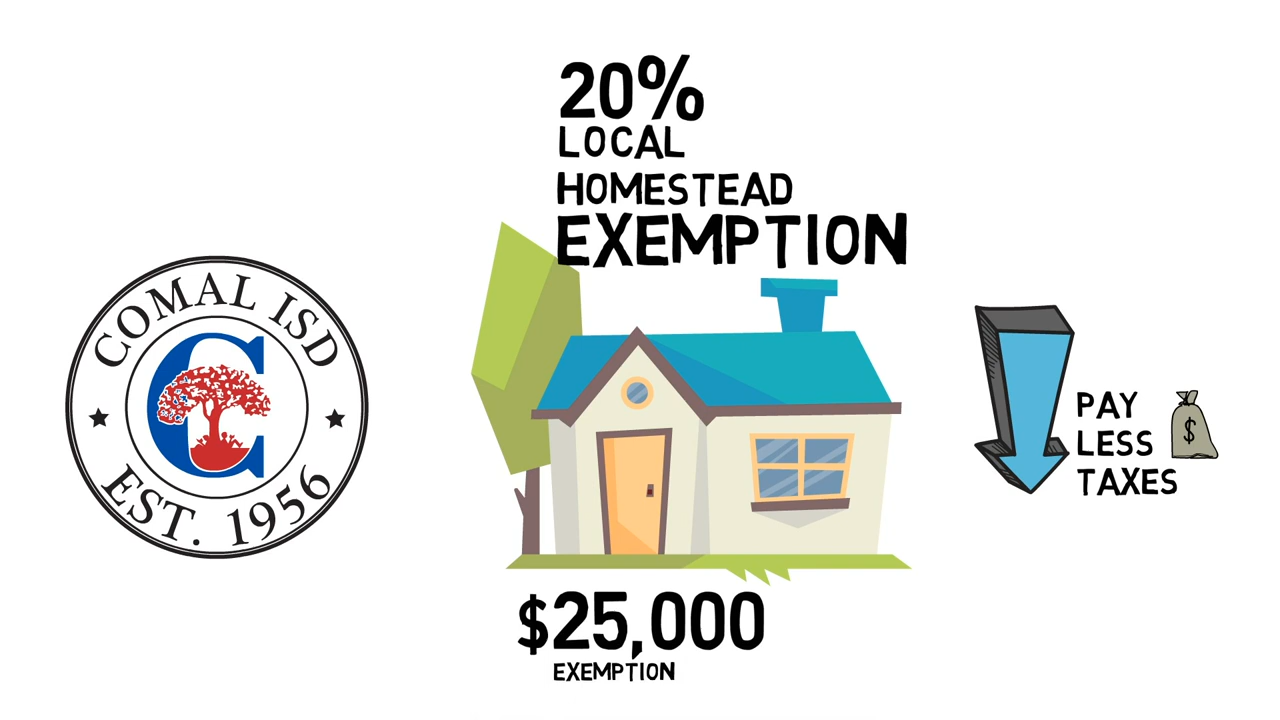 COMAL ISD
EST. 1956
20%
LOCAL
HOMESTEAD
EXEMPTION
$25,000
EXEMPTION
PAY
LESS
TAXES
$